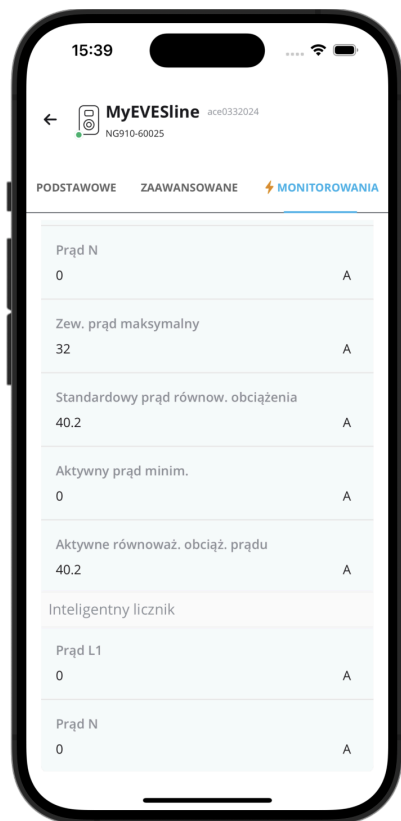 15:39
MyEVESline ace0332024
NG910-60025
PODSTAWOWE ZAAWANSOWANE MONITOROWANIA
Prąd N
0 A
Zew. prąd maksymalny
32 A
Standardowy prąd równow. obciążenia
40.2 A
Aktywny prąd minim.
0 A
Aktywne równoważ. obciąż. prądu
40.2 A
Inteligentny licznik
Prąd L1
0 A
Prąd N
0 A